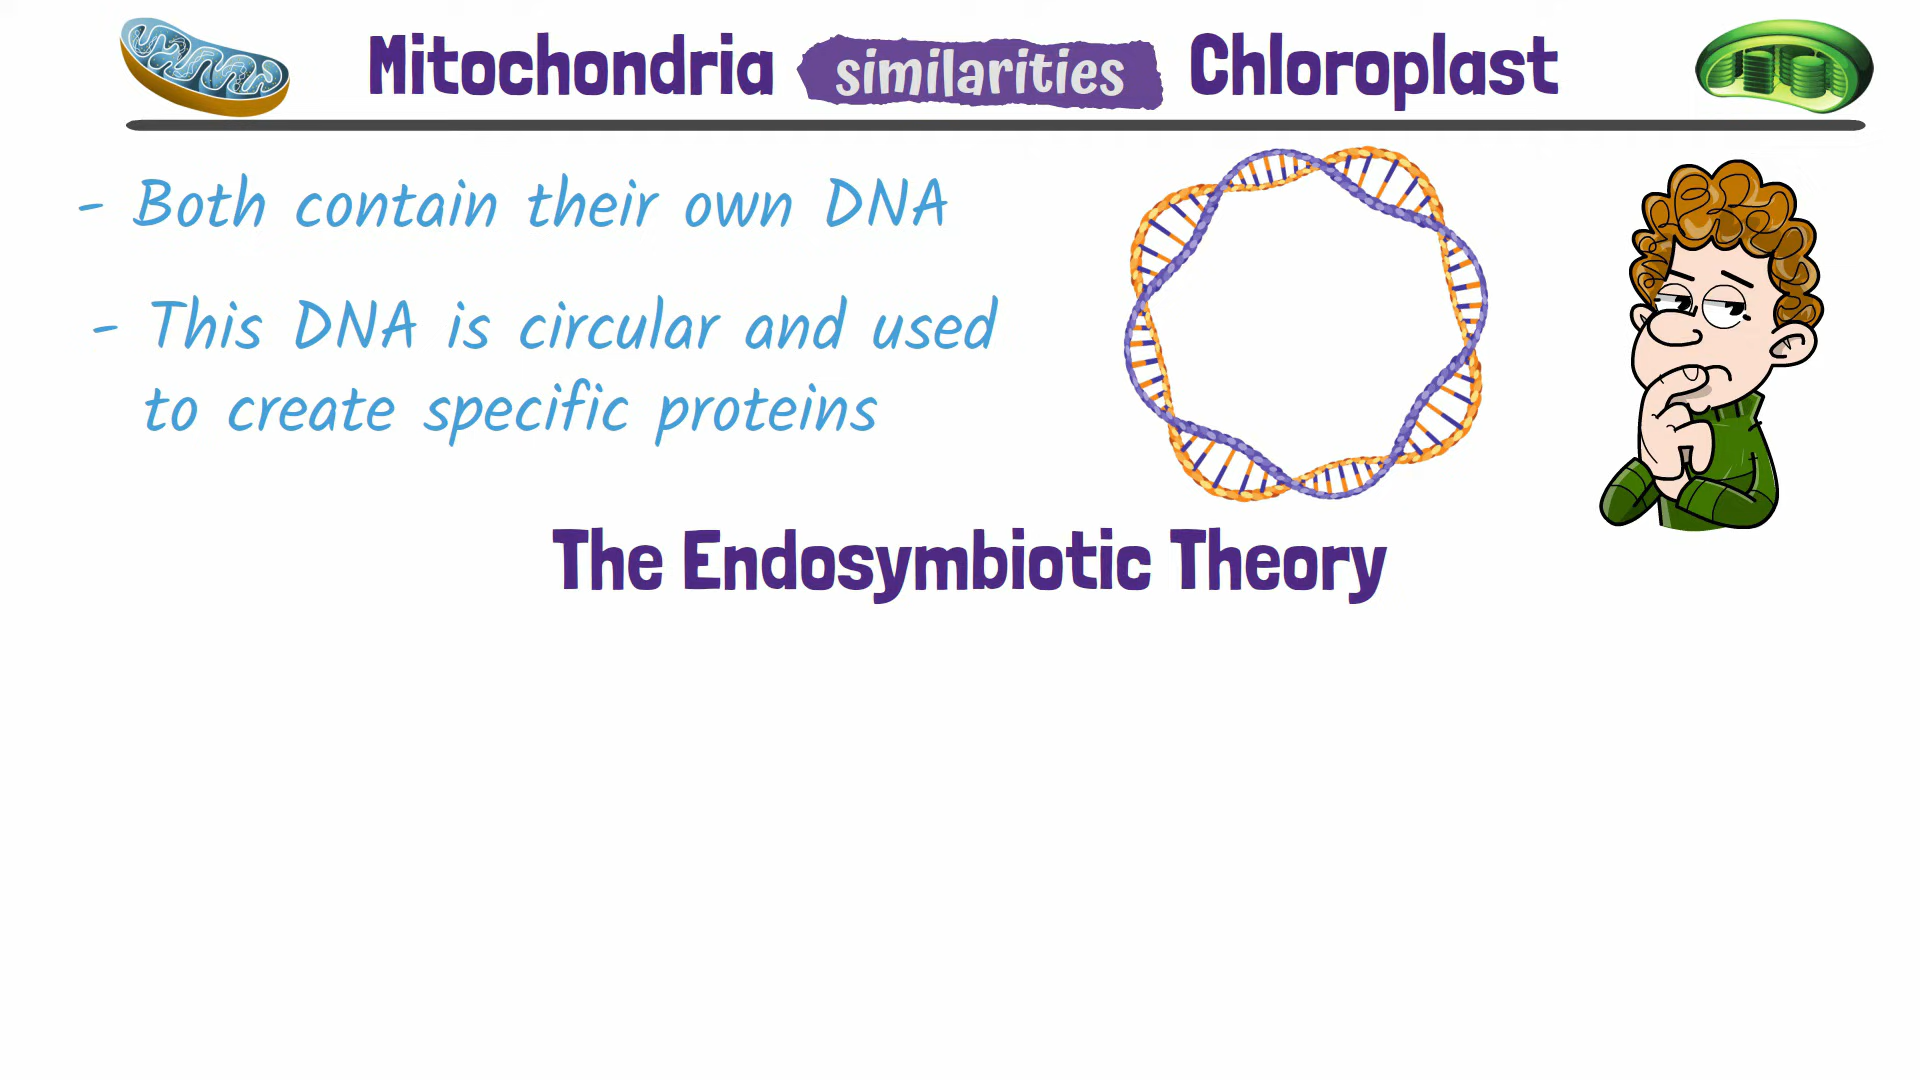 Mitochondria similarities Chloroplast
- Both contain their own DNA
- This DNA is circular and used
to create specific proteins
The Endosymbiotic Theory